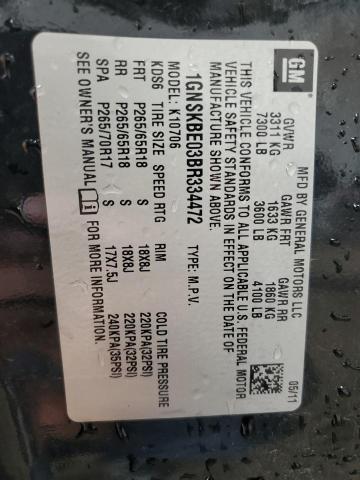 GM
MFD BY GENERAL MOTORS LLC
05/11
GVWR GAWR FRT GAWR RR
3311 KG 1633 KG 1860 KG
7300 LB 3600 LB 4100 LB
THIS VEHICLE CONFORMS TO ALL APPLICABLE U.S. FEDERAL MOTOR
VEHICLE SAFETY STANDARDS IN EFFECT ON THE DATE OF
MANUFACTURE SHOWN ABOVE.
1GNSKBE03BR334472 TYPE: M.P.V.
K10706
KDS6 TIRE SIZE SPEED RTG RIM COLD TIRE PRESSURE
FRT P265/65R18 S 18X8J 220KPA(32PSI)
RR P265/65R18 S 18X8J 220KPA(32PSI)
SPA P265/70R17 S 17X7.5J 240KPA(35PSI)
SEE OWNER'S MANUAL FOR MORE INFORMATION.